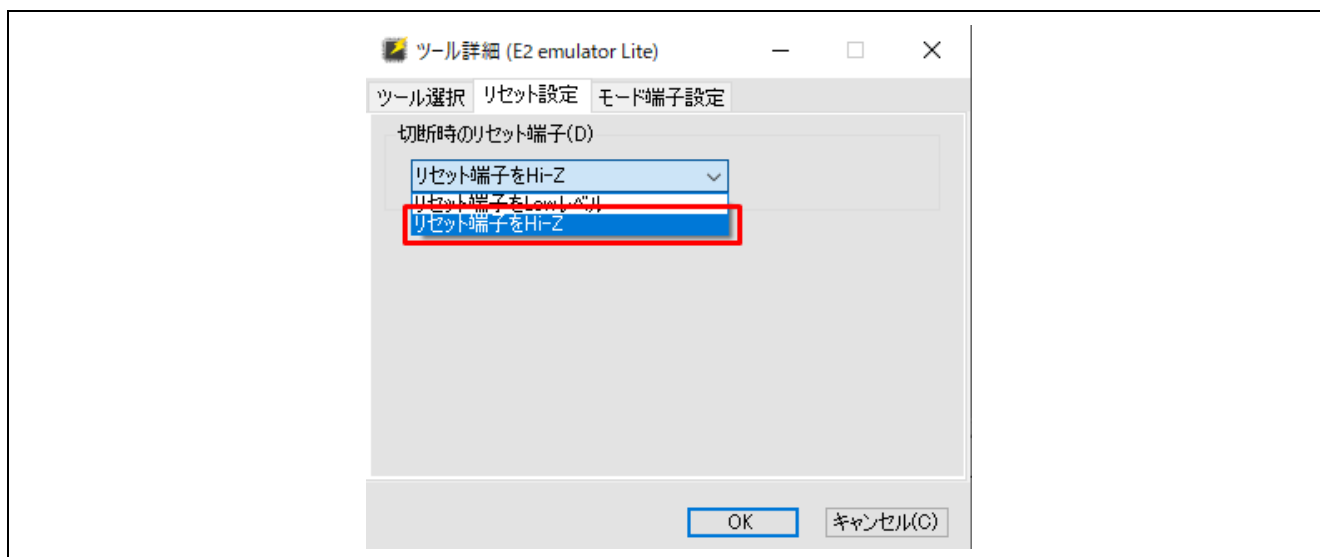 ツール詳細 (E2 emulator Lite)
ツール選択 リセット設定 モード端子設定
切断時のリセット端子(D)
リセット端子をHi-Z
リセット端子をLowレベル
リセット端子をHi-Z
OK キャンセル(C)